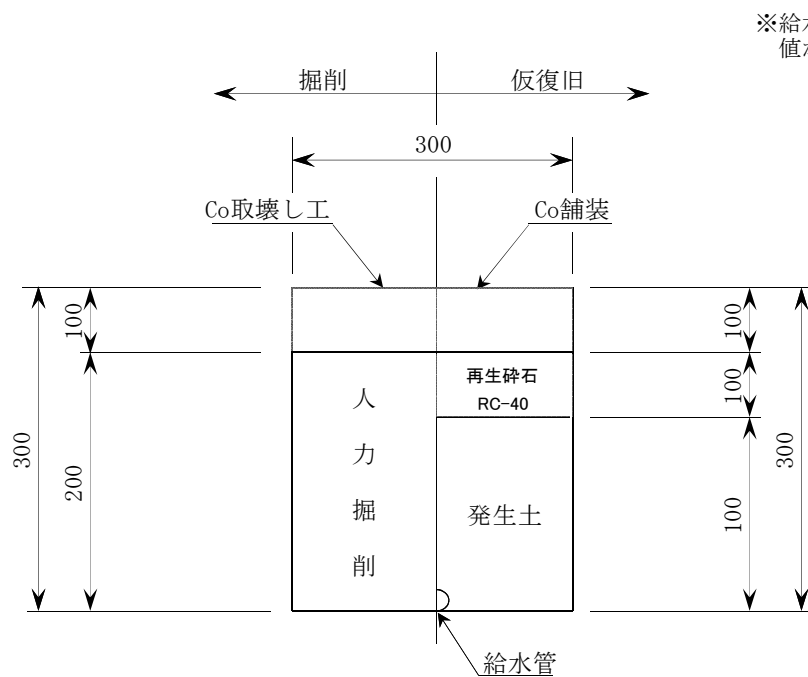 ※給水
値が
掘削
仮復旧
300
Co取壊し工
Co舗装
100
200
300
100
100
100
300
人力掘削
再生砕石
RC-40
発生土
給水管